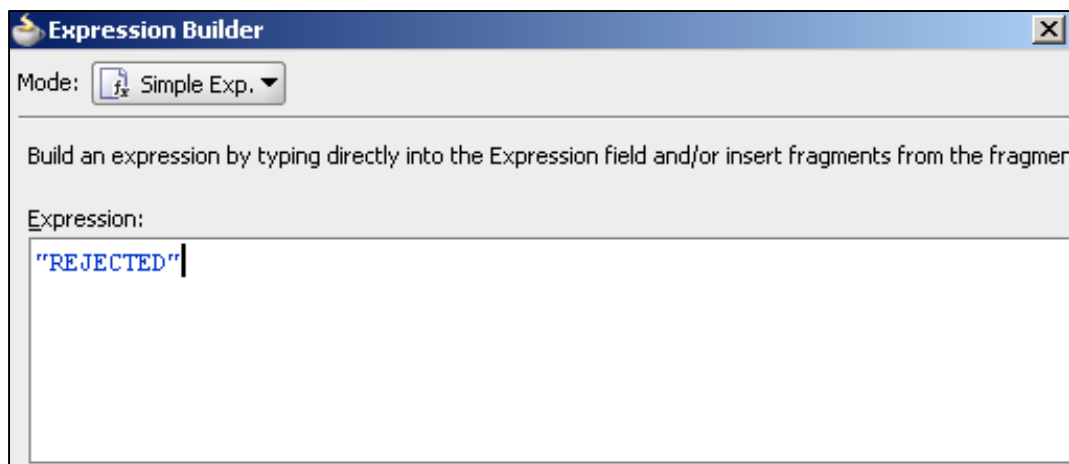 Expression Builder
Mode: Simple Exp.
Build an expression by typing directly into the Expression field and/or insert fragments from the fragmen
Expression:
"REJECTED"